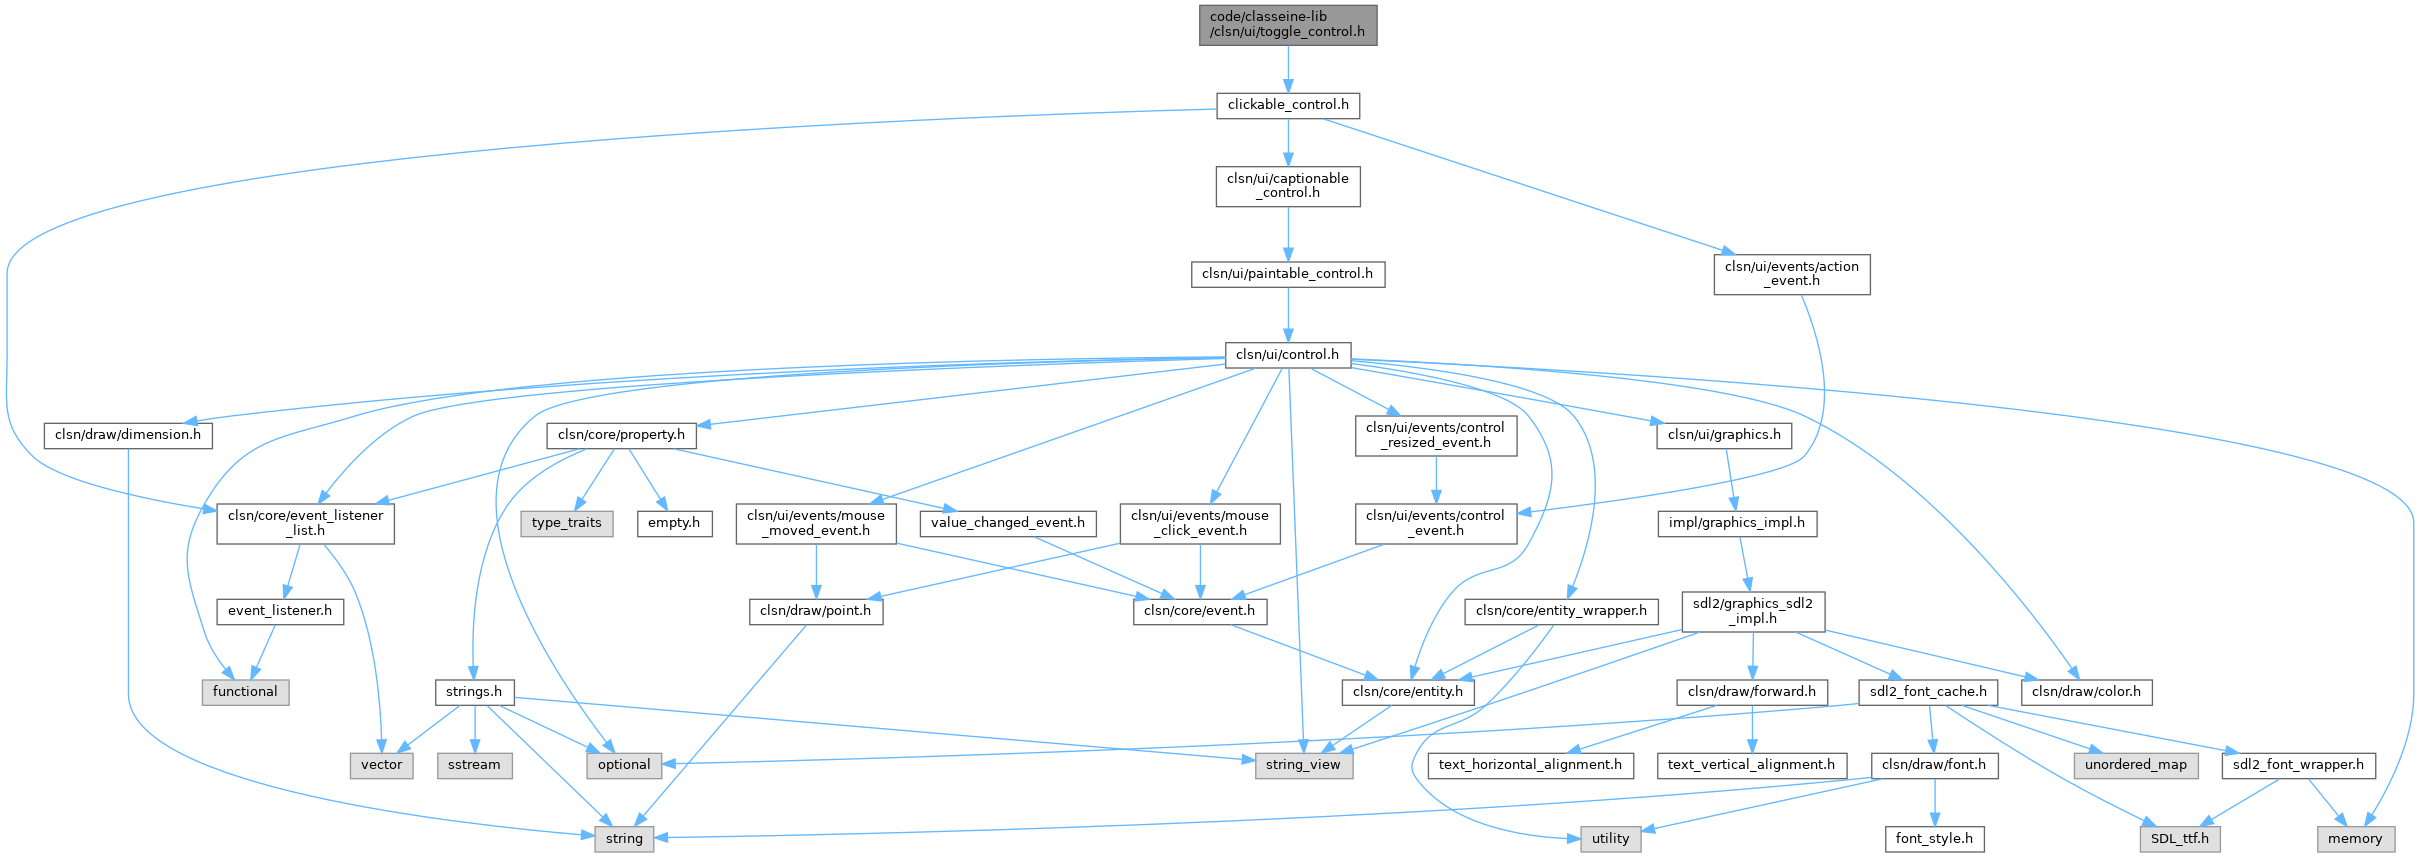 code/classeine-lib
/clsn/ui/toggle_control.h
clickable_control.h
clsn/ui/captionable
_control.h
clsn/ui/paintable_control.h
clsn/ui/events/action
_event.h
clsn/ui/control.h
clsn/draw/dimension.h
clsn/core/property.h
clsn/ui/events/control
_resized_event.h
clsn/ui/graphics.h
clsn/core/event_listener
_list.h
type_traits
empty.h
clsn/ui/events/mouse
_moved_event.h
value_changed_event.h
clsn/ui/events/mouse
_click_event.h
clsn/ui/events/control
_event.h
impl/graphics_impl.h
event_listener.h
clsn/draw/point.h
clsn/core/event.h
clsn/core/entity_wrapper.h
sdl2/graphics_sdl2
_impl.h
functional
strings.h
clsn/core/entity.h
clsn/draw/forward.h
sdl2_font_cache.h
clsn/draw/color.h
vector
sstream
optional
string_view
text_horizontal_alignment.h
text_vertical_alignment.h
clsn/draw/font.h
unordered_map
sdl2_font_wrapper.h
string
utility
font_style.h
SDL_ttf.h
memory